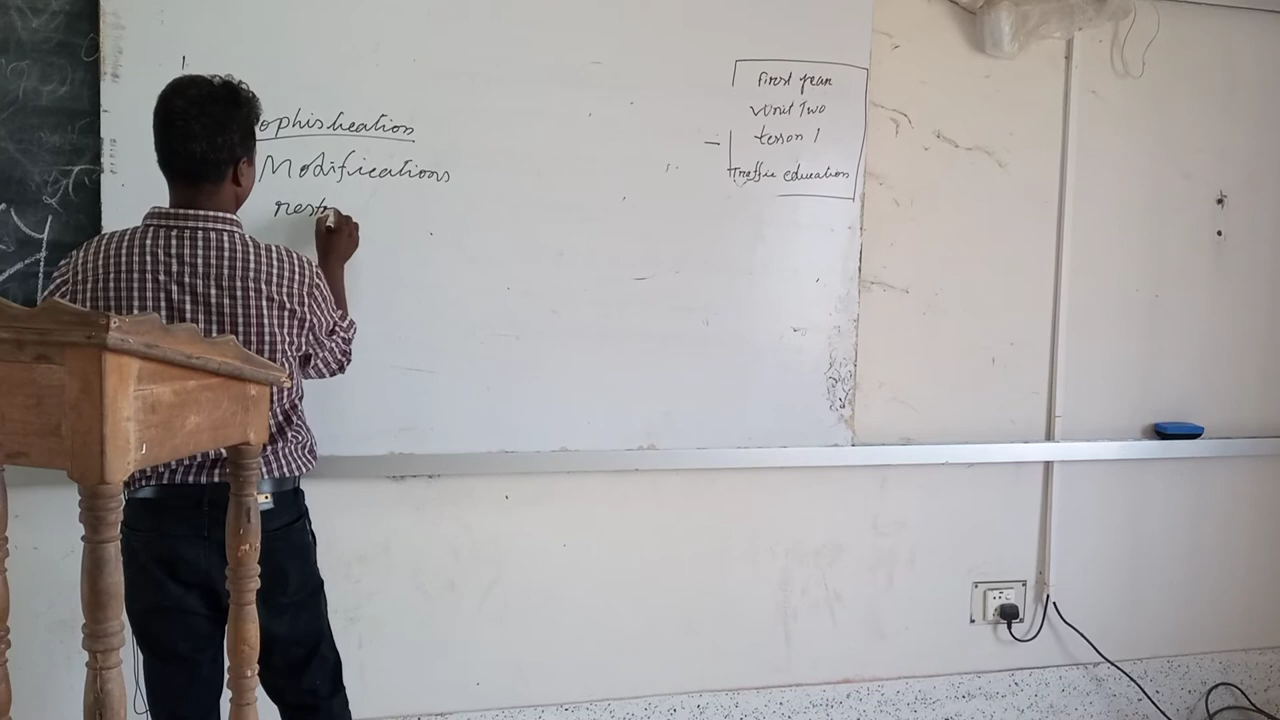 ophistication
Modifications
rest
First year
Unit Two
Lesson 1
Traffic education